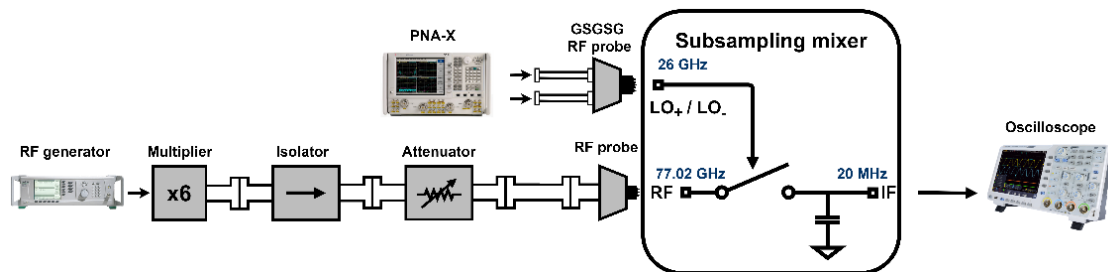 PNA-X
GSGSG
RF probe
Subsampling mixer
26 GHz
LO+ / LO-
RF generator
Multiplier
x6
Isolator
Attenuator
RF probe
77.02 GHz
RF
20 MHz
IF
Oscilloscope